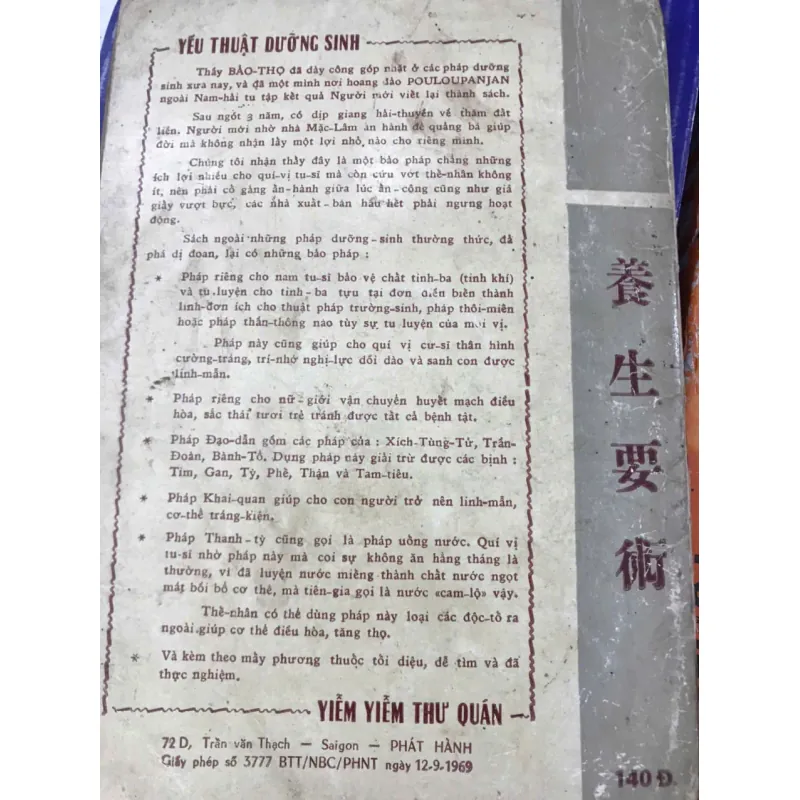 YẾU THUẬT DƯỠNG SINH
Thầy BẢO-THỌ đã dày công góp nhặt ở các pháp dưỡng
sinh xưa nay, và đã một mình nơi hoang đảo POULOUPANJAN
ngoài Nam-hải tu tập kết quả Người mới viết lại thành sách.
Sau ngót 3 năm, có dịp giang hải-thuyền về thăm đất
liền. Người mới nhờ nhà Mặc-Lâm ấn hành để quảng bá giúp
đời mà không nhận lấy một lợi nhỏ nào cho riêng mình.
Chúng tôi nhận thấy đây là một bảo pháp chẳng những
ích lợi nhiều cho quí-vị tu-sĩ mà còn cứu vớt thế-nhân không
ít, nên phải cố gắng ấn-hành giữa lúc ấn-công cũng như giá
giấy vượt bực, các nhà xuất-bản hầu hết phải ngưng hoạt
động.
Sách ngoài những pháp dưỡng-sinh thường thức, đả
phá dị đoan, lại có những bảo pháp :
* Pháp riêng cho nam tu-sĩ bảo vệ chất tinh-ba (tinh khí)
và tu luyện cho tinh-ba tựu tại đơn điền biến thành
linh-đơn ích cho thuật pháp trường-sinh, pháp thôi-miên
hoặc pháp thần-thông nào tùy sự tu luyện của mỗi vị.
Pháp này cũng giúp cho quí vị cư-sĩ thân hình
cường-tráng, trí-nhớ nghị-lực dồi dào và sanh con được
linh-mẫn.
* Pháp riêng cho nữ-giới vận chuyển huyết mạch điều
hòa, sắc thái tươi trẻ tránh được tất cả bệnh tật.
* Pháp Đạo-dẫn gồm các pháp của : Xích-Tùng-Tử, Trần-
Đoàn, Bành-Tổ. Dụng pháp này giải trừ được các bịnh :
Tim, Gan, Tỳ, Phế, Thận và Tam-tiêu.
* Pháp Khai-quan giúp cho con người trở nên linh-mẫn,
cơ-thể tráng-kiện.
* Pháp Thanh-tỳ cũng gọi là pháp uống nước. Quí vị
tu-sĩ nhờ pháp này mà coi sự không ăn hàng tháng là
thường, vì đã luyện nước miếng thành chất nước ngọt
mát bồi bổ cơ thể, mà tiên-gia gọi là nước «cam-lộ» vậy.
Thế-nhân có thể dùng pháp này loại các độc-tố ra
ngoài giúp cơ thể điều hòa, tăng thọ.
* Và kèm theo mấy phương thuốc tối diệu, dễ tìm và đã
thực nghiệm.
YIỄM YIỄM THƯ QUÁN
72 D, Trần văn Thạch — Saigon — PHÁT HÀNH
Giấy phép số 3777 BTT/NBC/PHNT ngày 12-9-1969
養生要術
140 Đ.